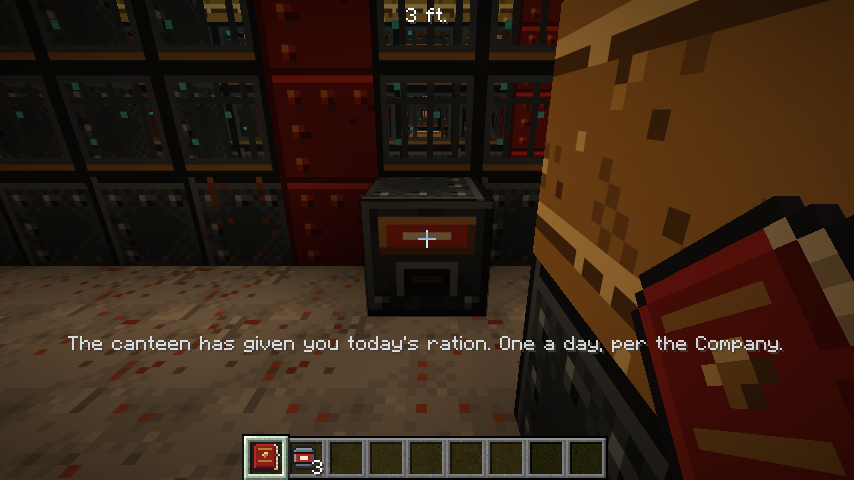 3 ft.
The canteen has given you today's ration. One a day, per the Company.
3